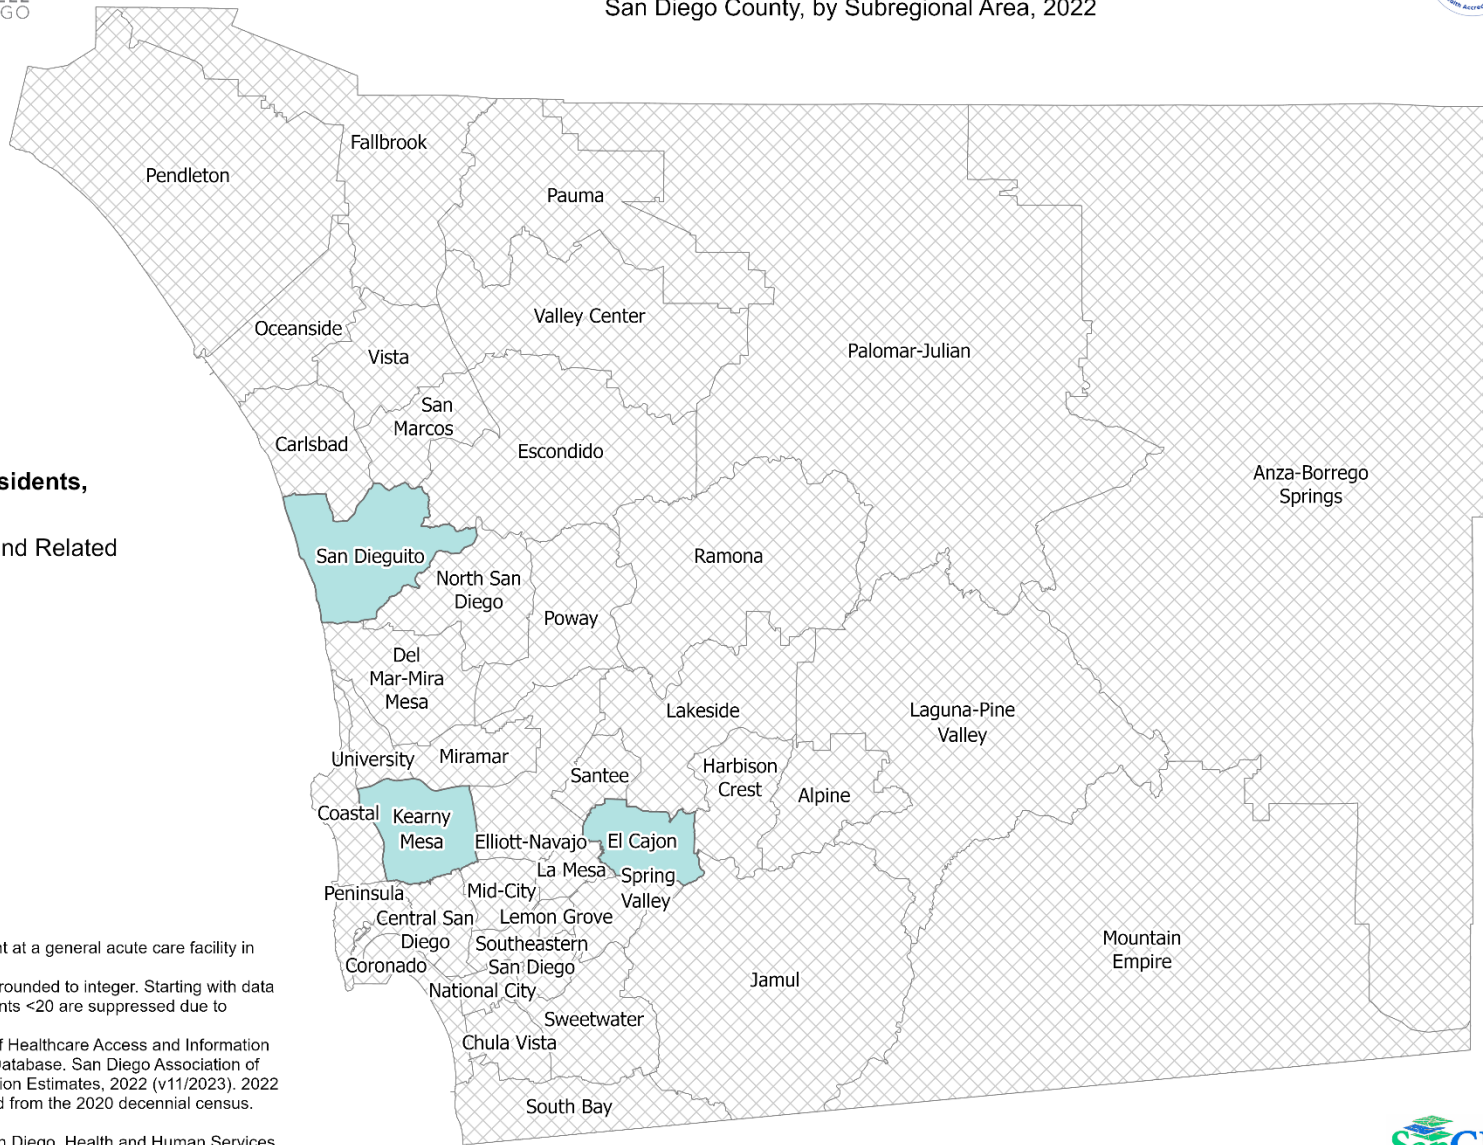 GO
San Diego County, by Subregional Area, 2022
Fallbrook
Pendleton
Pauma
Valley Center
Oceanside
Vista
Palomar-Julian
San
Marcos
Carlsbad
Escondido
Anza-Borrego
Springs
sidents,
nd Related
San Dieguito
Ramona
North San
Diego
Poway
Del
Mar-Mira
Mesa
Lakeside
Laguna-Pine
Valley
University
Miramar
Santee
Harbison
Crest
Alpine
Coastal
Kearny
Mesa
Elliott-Navajo
El Cajon
La Mesa
Spring
Valley
Peninsula
Mid-City
Central San
Diego
Lemon Grove
Southeastern
San Diego
Coronado
National City
Jamul
Mountain
Empire
Sweetwater
Chula Vista
South Bay
nt at a general acute care facility in
rounded to integer. Starting with data
nts <20 are suppressed due to
f Healthcare Access and Information
Database. San Diego Association of
ion Estimates, 2022 (v11/2023). 2022
d from the 2020 decennial census.
n Diego, Health and Human Services